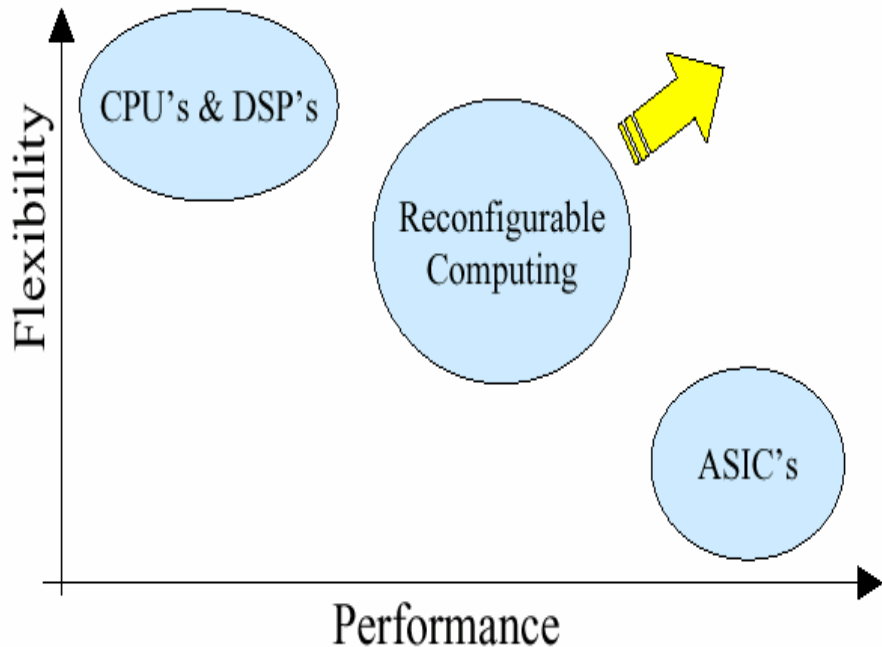 CPU's & DSP's
Flexibility
Reconfigurable
Computing
ASIC's
Performance